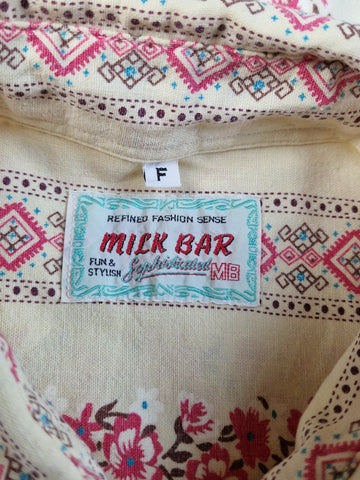 F
REFINED FASHION SENSE
MILK BAR
FUN &
STYLISH Sophisticated MB